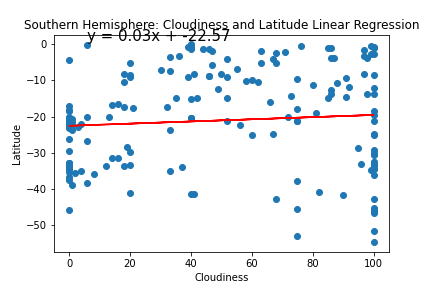 Southern Hemisphere: Cloudiness and Latitude Linear Regression
y = 0.03x + -22.57
0
−10
−20
−30
−40
−50
Latitude
0 20 40 60 80 100
Cloudiness